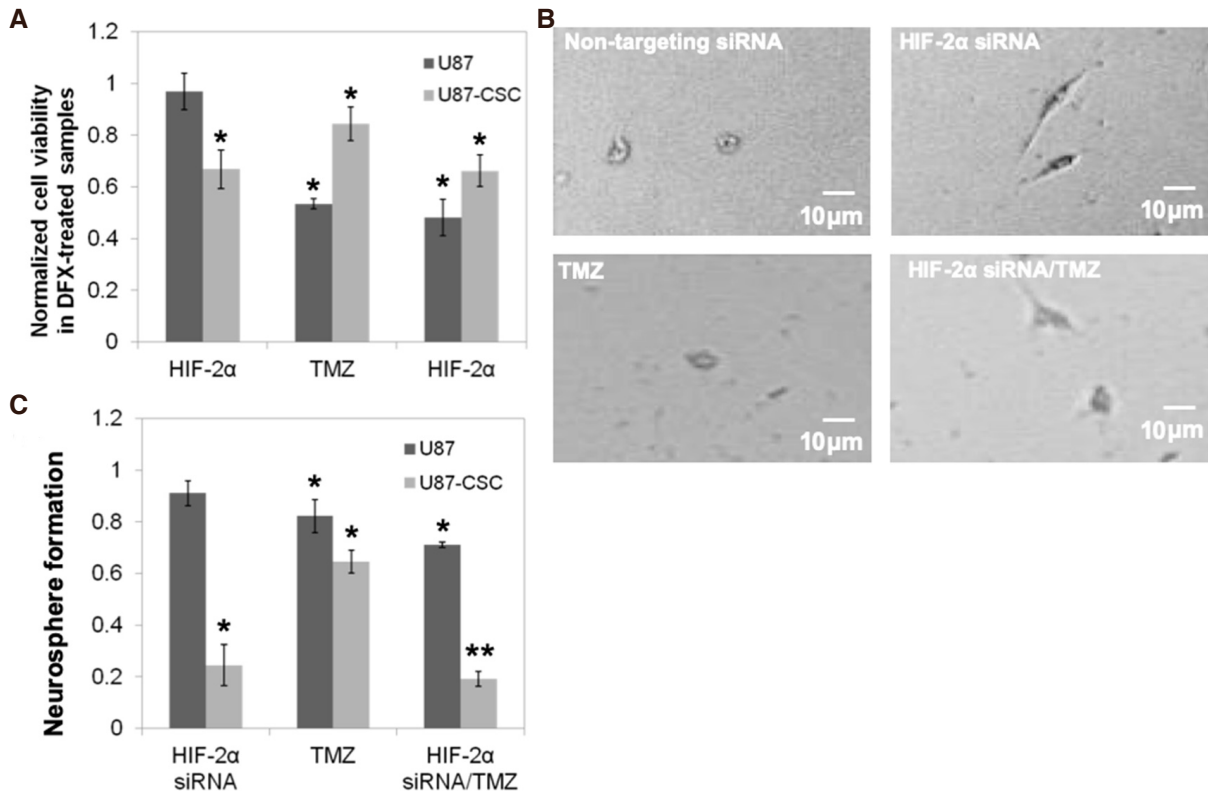 A
Normalized cell viability
in DFX-treated samples
1.2
1
0.8
0.6
0.4
0.2
0
U87
U87-CSC
*
*
*
*
*
HIF-2α
TMZ
HIF-2α
B
Non-targeting siRNA
10μm
HIF-2α siRNA
10μm
TMZ
10μm
HIF-2α siRNA/TMZ
10μm
C
Neurosphere formation
1.2
1
0.8
0.6
0.4
0.2
0
U87
U87-CSC
*
*
*
*
**
HIF-2α
siRNA
TMZ
HIF-2α
siRNA/TMZ